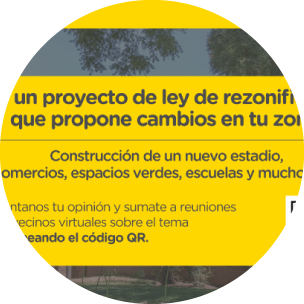 un proyecto de ley de rezonifi
que propone cambios en tu zon
Construcción de un nuevo estadio,
omercios, espacios verdes, escuelas y mucho
ntanos tu opinión y sumate a reuniones
vecinos virtuales sobre el tema
eando el código QR.